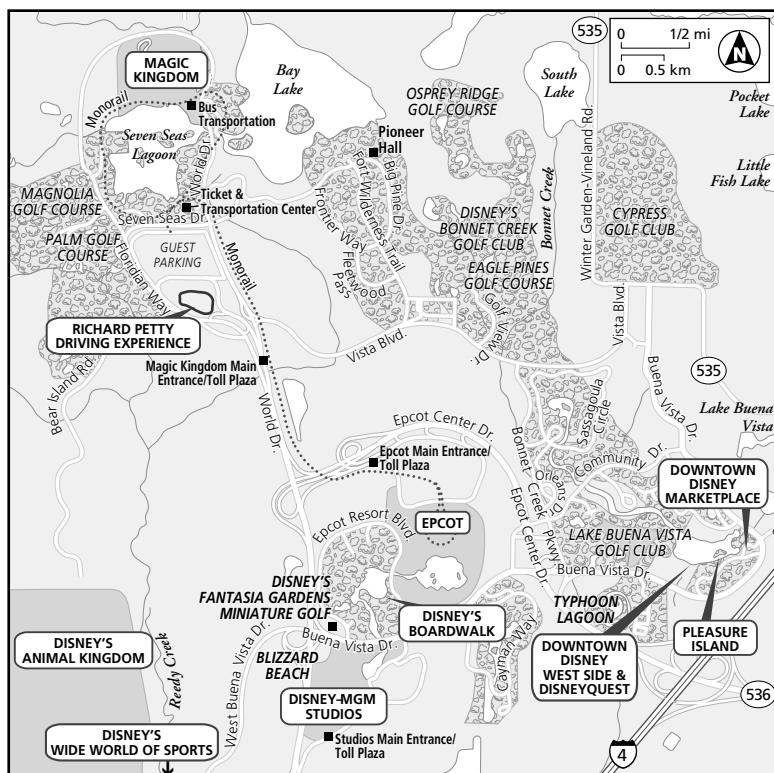 535
0 1/2 mi
0 0.5 km
N
MAGIC
KINGDOM
Bay
Lake
South
Lake
OSPREY RIDGE
GOLF COURSE
Pocket
Lake
Monorail
Bus
Transportation
Seven Seas
Lagoon
World Dr.
Pioneer
Hall
Winter Garden-Vineland Rd.
Little
Fish Lake
MAGNOLIA
GOLF COURSE
Ticket &
Transportation Center
Seven Seas Dr.
Big Pine Dr.
Fort Wilderness Trail
Frontier Way
Fleetwood
Pass
DISNEY'S
BONNET CREEK
GOLF CLUB
Bonnet Creek
CYPRESS
GOLF CLUB
PALM GOLF
COURSE
GUEST
PARKING
Monorail
Floridian Way
EAGLE PINES
GOLF COURSE
Golf View Dr.
RICHARD PETTY
DRIVING EXPERIENCE
Vista Blvd.
Vista Blvd.
Bear Island Rd.
Magic Kingdom Main
Entrance/Toll Plaza
World Dr.
535
Buena Vista Dr.
Lake Buena
Vista
Sassagoula
Circle
Epcot Center Dr.
Bonnet
Creek
Pkwy.
Community Dr.
Orleans
Dr.
Epcot Main Entrance/
Toll Plaza
DOWNTOWN
DISNEY
MARKETPLACE
EPCOT
Epcot Resort Blvd.
Epcot Center Dr.
LAKE BUENA VISTA
GOLF CLUB
Buena Vista Dr.
DISNEY'S
FANTASIA GARDENS
MINIATURE GOLF
DISNEY'S
BOARDWALK
TYPHOON
LAGOON
Cayman Way
PLEASURE
ISLAND
DOWNTOWN
DISNEY
WEST SIDE &
DISNEYQUEST
DISNEY'S
ANIMAL KINGDOM
Reedy Creek
West Buena Vista Dr.
Buena Vista Dr.
BLIZZARD
BEACH
DISNEY-MGM
STUDIOS
536
DISNEY'S
WIDE WORLD OF SPORTS
Studios Main Entrance/
Toll Plaza
4